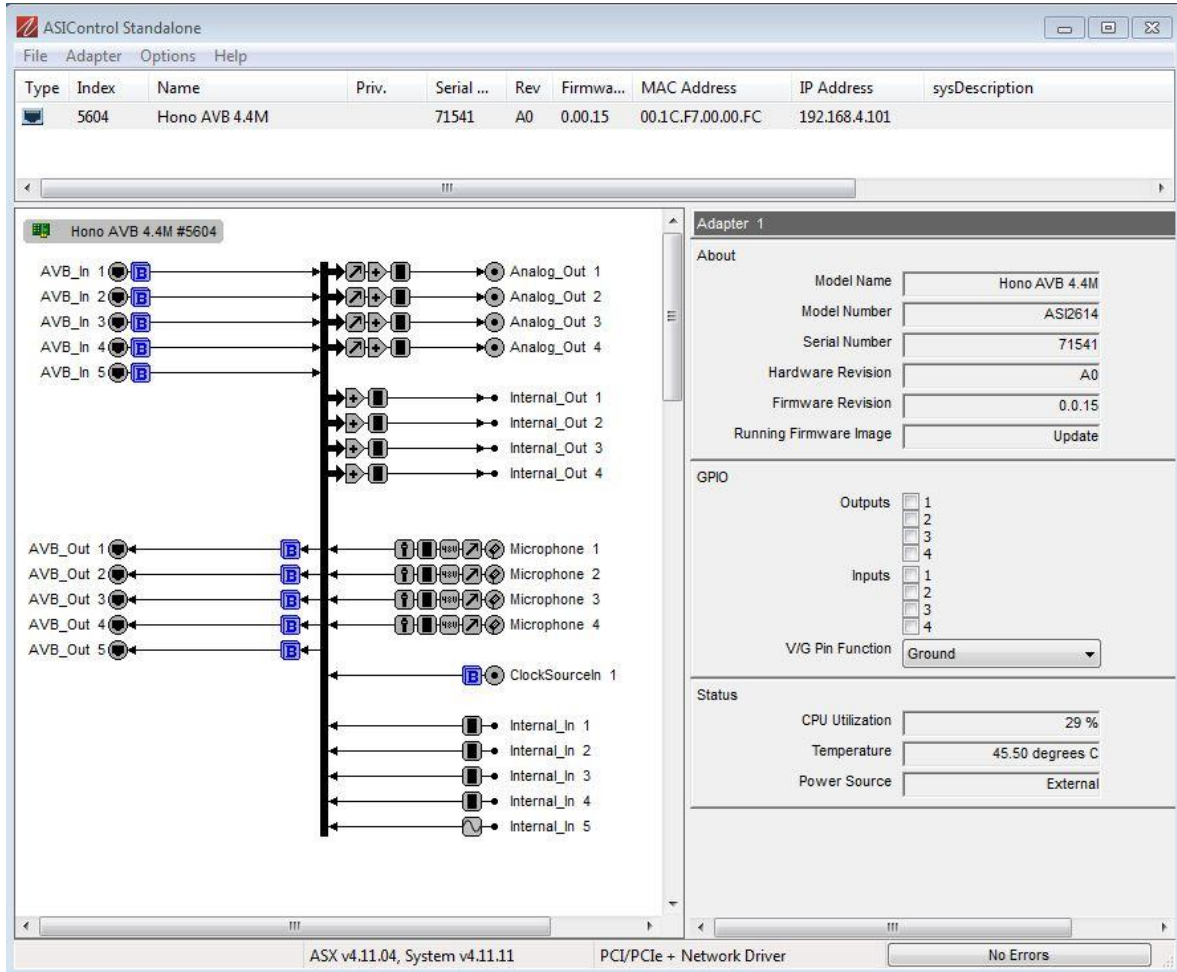 ASIControl Standalone
File Adapter Options Help
Type Index Name Priv. Serial ... Rev Firmwa... MAC Address IP Address sysDescription
5604 Hono AVB 4.4M 71541 A0 0.00.15 00.1C.F7.00.00.FC 192.168.4.101
Hono AVB 4.4M #5604
AVB_In 1 B + Analog_Out 1
AVB_In 2 B + Analog_Out 2
AVB_In 3 B + Analog_Out 3
AVB_In 4 B + Analog_Out 4
AVB_In 5 B
+ Internal_Out 1
+ Internal_Out 2
+ Internal_Out 3
+ Internal_Out 4
AVB_Out 1 B 48V Microphone 1
AVB_Out 2 B 48V Microphone 2
AVB_Out 3 B 48V Microphone 3
AVB_Out 4 B 48V Microphone 4
AVB_Out 5 B
B ClockSourceIn 1
Internal_In 1
Internal_In 2
Internal_In 3
Internal_In 4
Internal_In 5
Adapter 1
About
Model Name Hono AVB 4.4M
Model Number ASI2614
Serial Number 71541
Hardware Revision A0
Firmware Revision 0.0.15
Running Firmware Image Update
GPIO
Outputs 1
2
3
4
Inputs 1
2
3
4
V/G Pin Function Ground
Status
CPU Utilization 29 %
Temperature 45.50 degrees C
Power Source External
ASX v4.11.04, System v4.11.11 PCI/PCIe + Network Driver No Errors